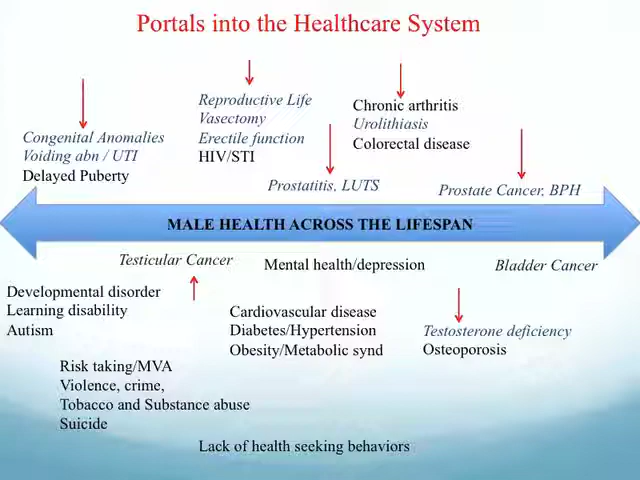 Portals into the Healthcare System
Congenital Anomalies
Voiding abn / UTI
Delayed Puberty
Reproductive Life
Vasectomy
Erectile function
HIV/STI
Chronic arthritis
Urolithiasis
Colorectal disease
Prostatitis, LUTS
Prostate Cancer, BPH
MALE HEALTH ACROSS THE LIFESPAN
Testicular Cancer
Mental health/depression
Bladder Cancer
Developmental disorder
Learning disability
Autism
Cardiovascular disease
Diabetes/Hypertension
Obesity/Metabolic synd
Testosterone deficiency
Osteoporosis
Risk taking/MVA
Violence, crime,
Tobacco and Substance abuse
Suicide
Lack of health seeking behaviors